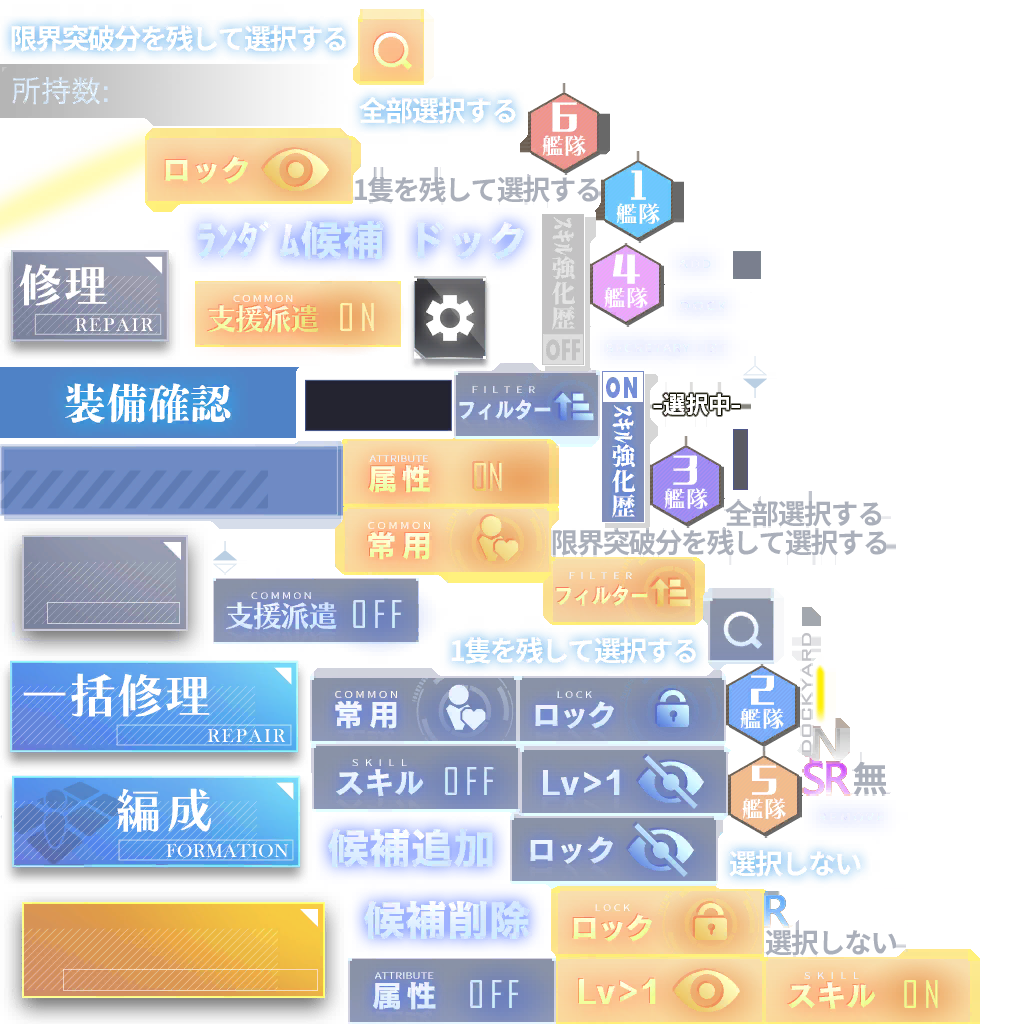 限界突破分を残して選択する
所持数:
全部選択する
6
艦隊
ロック
1隻を残して選択する
1
艦隊
ランダム候補
ドック
スキル強化歴
OFF
4
艦隊
修理
REPAIR
COMMON
支援派遣 ON
装備確認
FILTER
フィルター
ON
スキル強化歴
-選択中-
ATTRIBUTE
属性 ON
3
艦隊
全部選択する
COMMON
常用
限界突破分を残して選択する
FILTER
フィルター
COMMON
支援派遣 OFF
1隻を残して選択する
DOCKYARD
一括修理
REPAIR
COMMON
常用
LOCK
ロック
2
艦隊
N
SKILL
スキル OFF
Lv>1
5
艦隊
SR
無
編成
FORMATION
候補追加
ロック
選択しない
候補削除
LOCK
ロック
R
選択しない
ATTRIBUTE
属性 OFF
Lv>1
SKILL
スキル ON